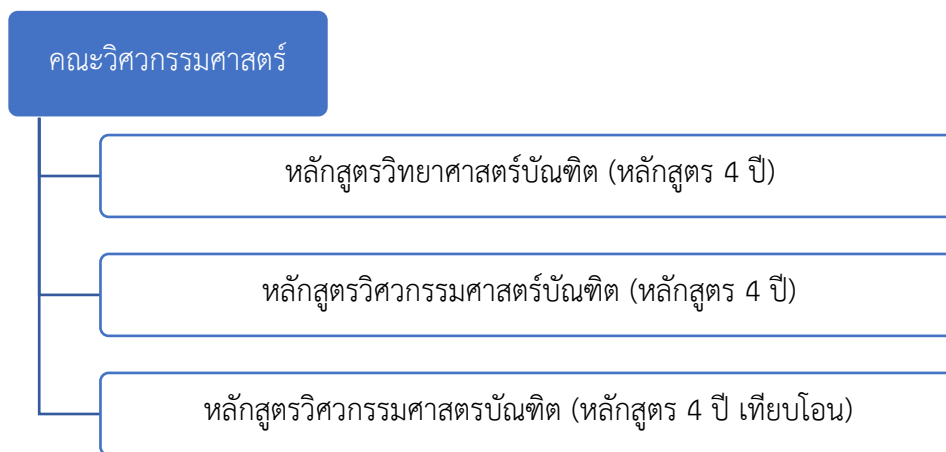 คณะวิศวกรรมศาสตร์
หลักสูตรวิทยาศาสตร์บัณฑิต (หลักสูตร 4 ปี)
หลักสูตรวิศวกรรมศาสตร์บัณฑิต (หลักสูตร 4 ปี)
หลักสูตรวิศวกรรมศาสตรบัณฑิต (หลักสูตร 4 ปี เทียบโอน)